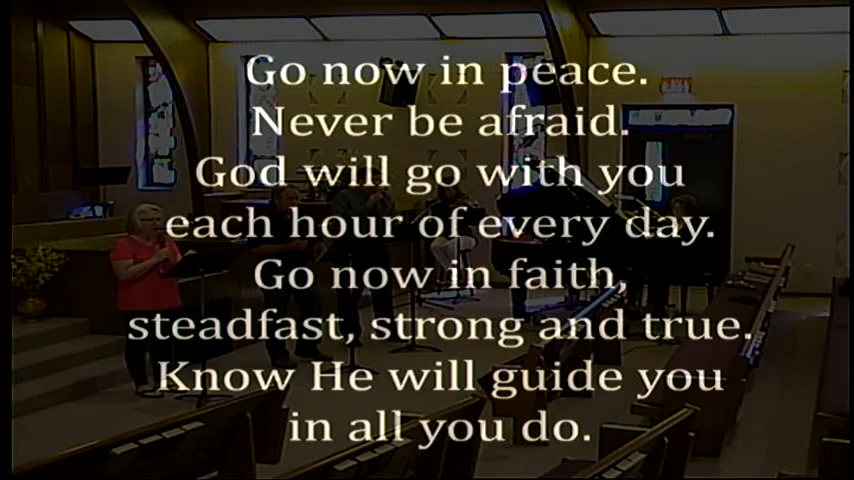 Go now in peace.
Never be afraid.
God will go with you
each hour of every day.
Go now in faith,
steadfast, strong and true.
Know He will guide you
in all you do.
EXIT